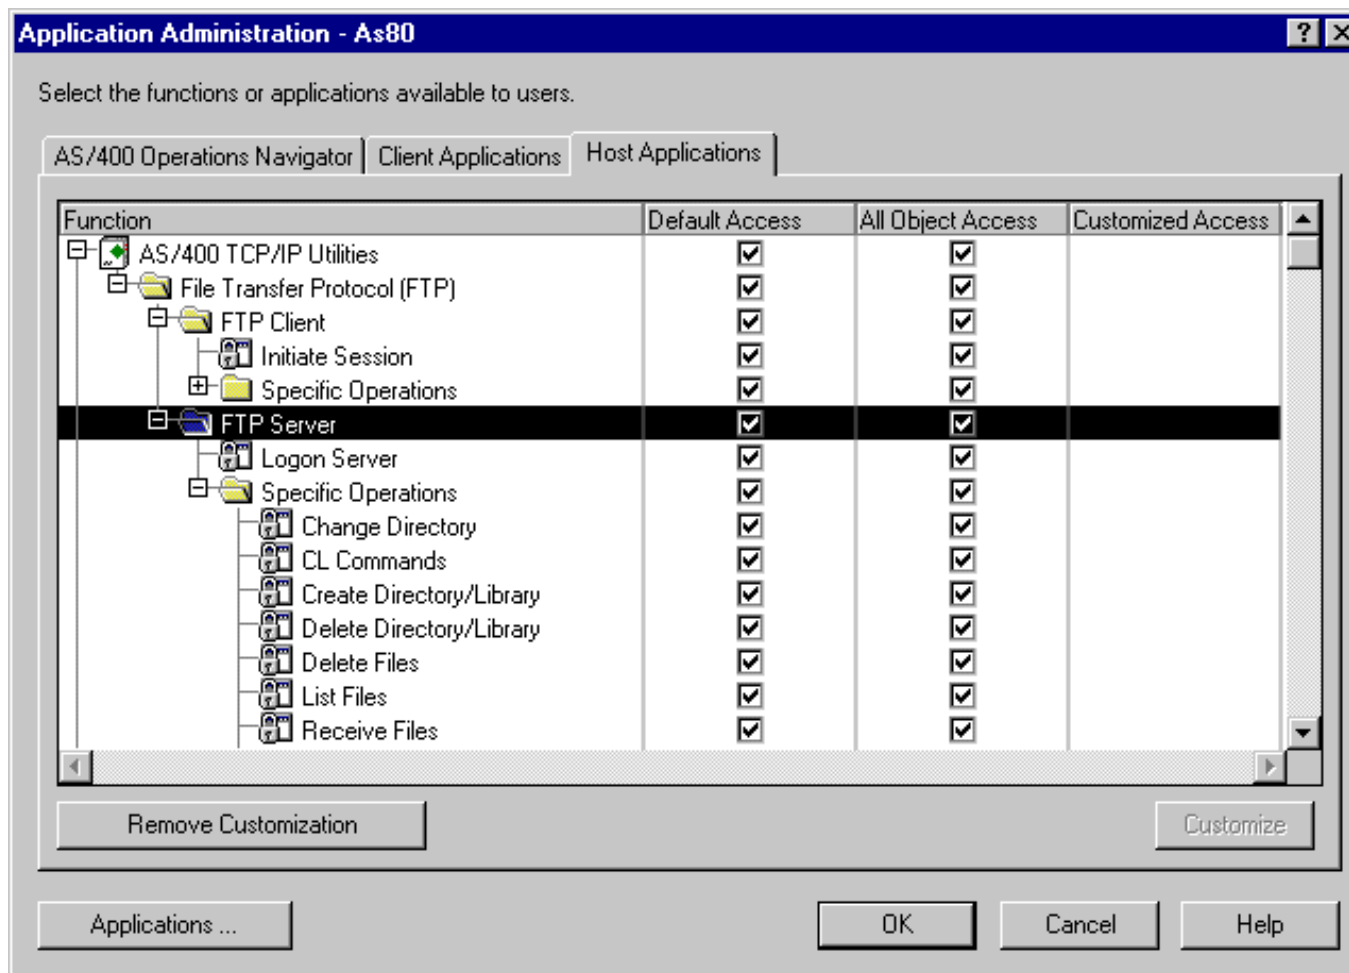 Application Administration - As80
Select the functions or applications available to users.
AS/400 Operations Navigator Client Applications Host Applications
Function Default Access All Object Access Customized Access
AS/400 TCP/IP Utilities
File Transfer Protocol (FTP)
FTP Client
Initiate Session
Specific Operations
FTP Server
Logon Server
Specific Operations
Change Directory
CL Commands
Create Directory/Library
Delete Directory/Library
Delete Files
List Files
Receive Files
Remove Customization Customize
Applications ... OK Cancel Help